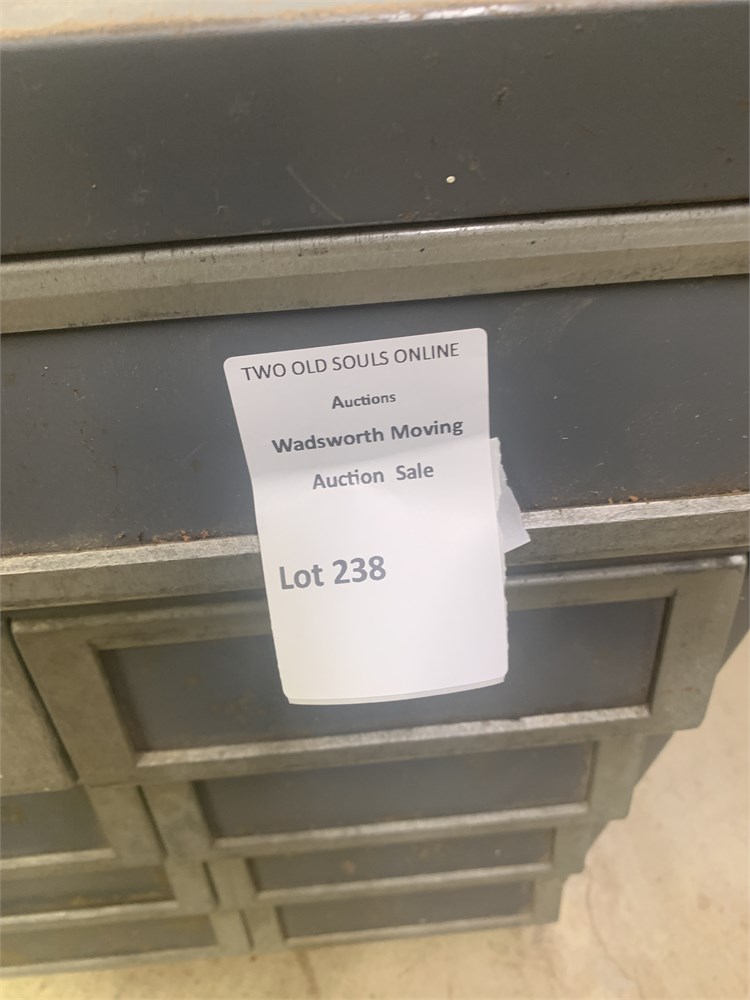 TWO OLD SOULS ONLINE
Auctions
Wadsworth Moving
Auction Sale
Lot 238